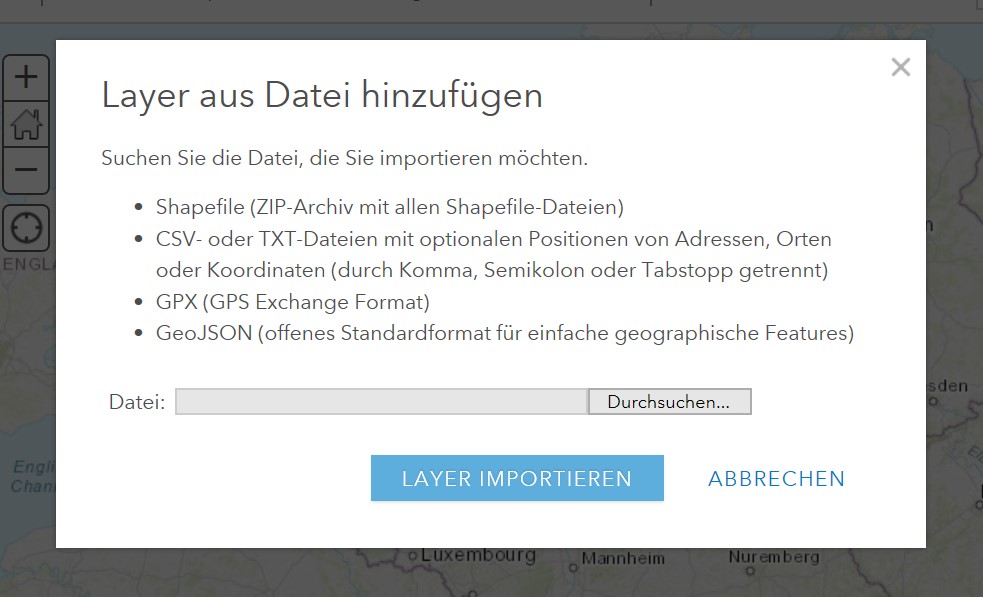 Layer aus Datei hinzufügen
Suchen Sie die Datei, die Sie importieren möchten.
• Shapefile (ZIP-Archiv mit allen Shapefile-Dateien)
• CSV- oder TXT-Dateien mit optionalen Positionen von Adressen, Orten
oder Koordinaten (durch Komma, Semikolon oder Tabstopp getrennt)
• GPX (GPS Exchange Format)
• GeoJSON (offenes Standardformat für einfache geographische Features)
Datei: Durchsuchen...
LAYER IMPORTIEREN ABBRECHEN
ENGLA
sden
Engli
Chan
Luxembourg
Mannheim
Nuremberg